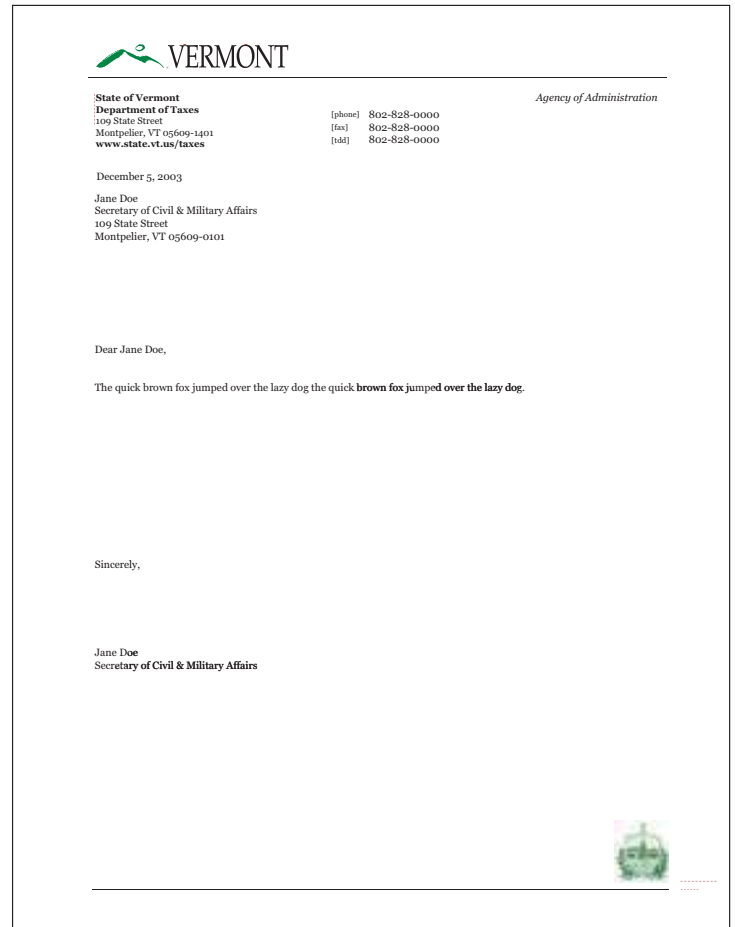 VERMONT
State of Vermont
Department of Taxes
109 State Street
Montpelier, VT 05609-1401
www.state.vt.us/taxes
[phone] 802-828-0000
[fax] 802-828-0000
[tdd] 802-828-0000
Agency of Administration
December 5, 2003
Jane Doe
Secretary of Civil & Military Affairs
109 State Street
Montpelier, VT 05609-0101
Dear Jane Doe,
The quick brown fox jumped over the lazy dog the quick brown fox jumped over the lazy dog.
Sincerely,
Jane Doe
Secretary of Civil & Military Affairs